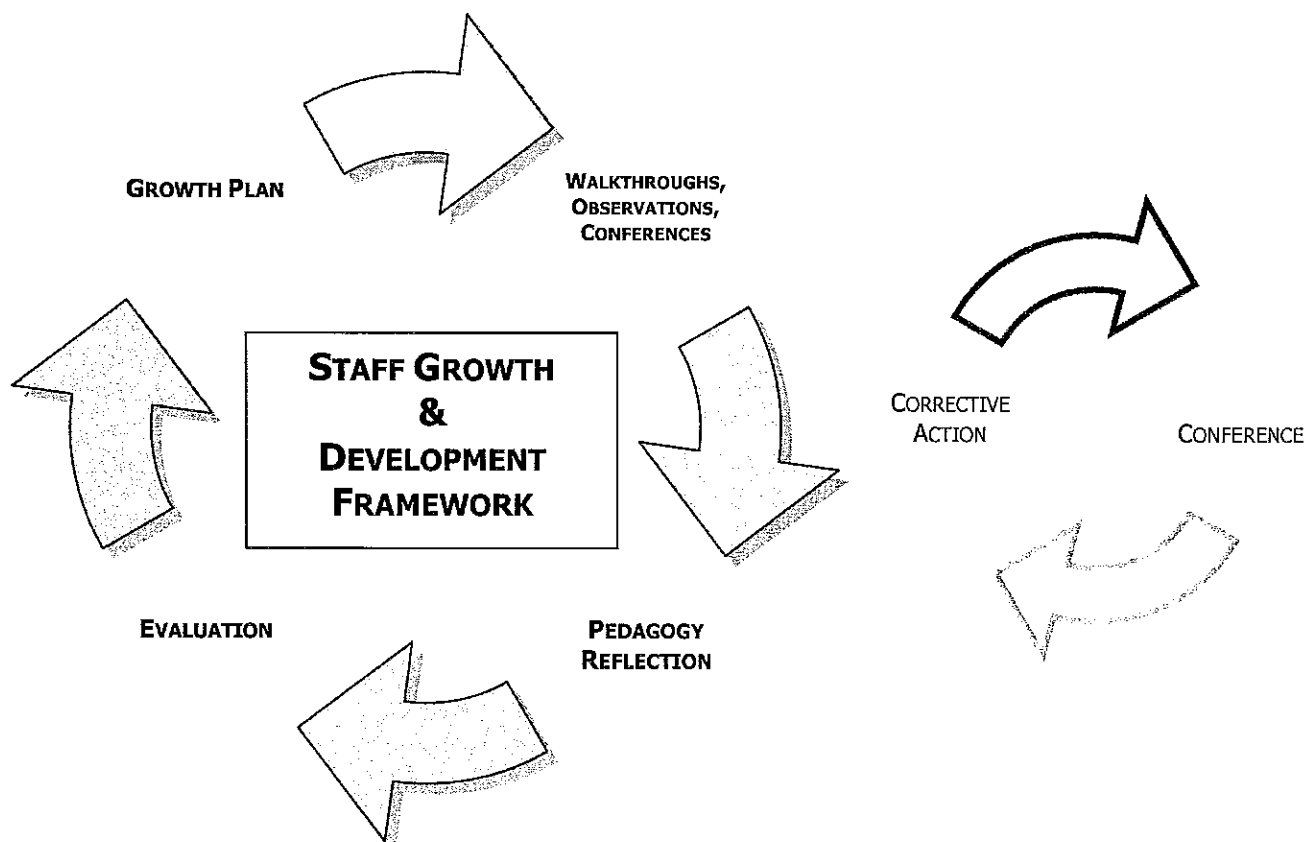 GROWTH PLAN
WALKTHROUGHS,
OBSERVATIONS,
CONFERENCES
STAFF GROWTH
&
DEVELOPMENT
FRAMEWORK
CORRECTIVE
ACTION
CONFERENCE
EVALUATION
PEDAGOGY
REFLECTION